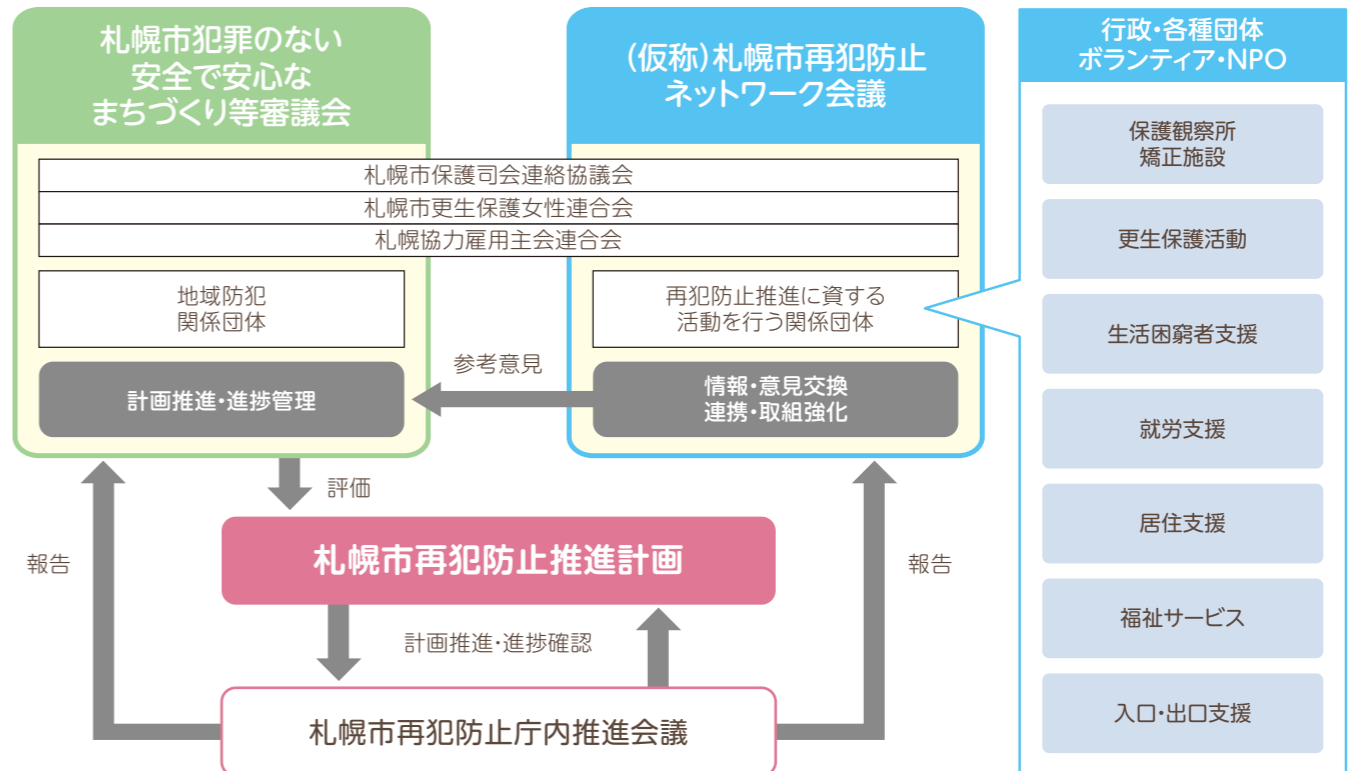 札幌市犯罪のない
安全で安心な
まちづくり等審議会
(仮称)札幌市再犯防止
ネットワーク会議
札幌市保護司会連絡協議会
札幌市更生保護女性連合会
札幌協力雇用主会連合会
地域防犯
関係団体
再犯防止推進に資する
活動を行う関係団体
計画推進・進捗管理
参考意見
情報・意見交換
連携・取組強化
評価
報告
札幌市再犯防止推進計画
報告
計画推進・進捗確認
札幌市再犯防止庁内推進会議
行政・各種団体
ボランティア・NPO
保護観察所
矯正施設
更生保護活動
生活困窮者支援
就労支援
居住支援
福祉サービス
入口・出口支援